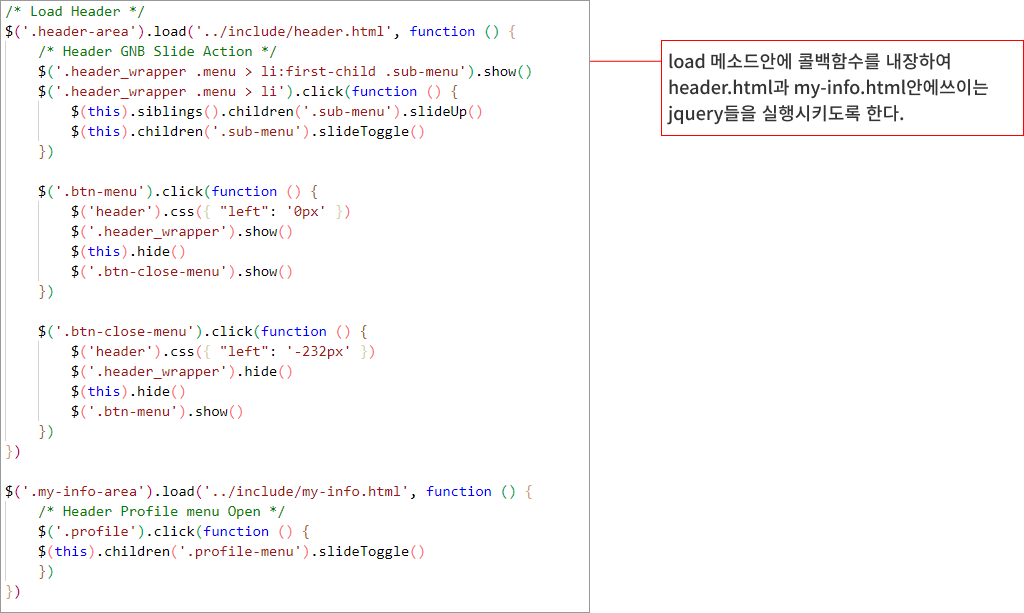 /* Load Header */
$('.header-area').load('../include/header.html', function () {
    /* Header GNB Slide Action */
    $('.header_wrapper .menu > li:first-child .sub-menu').show()
    $('.header_wrapper .menu > li').click(function () {
        $(this).siblings().children('.sub-menu').slideUp()
        $(this).children('.sub-menu').slideToggle()
    })

    $('.btn-menu').click(function () {
        $('header').css({ "left": '0px' })
        $('.header_wrapper').show()
        $(this).hide()
        $('.btn-close-menu').show()
    })

    $('.btn-close-menu').click(function () {
        $('header').css({ "left": '-232px' })
        $('.header_wrapper').hide()
        $(this).hide()
        $('.btn-menu').show()
    })
})

$('.my-info-area').load('../include/my-info.html', function () {
    /* Header Profile menu Open */
    $('.profile').click(function () {
    $(this).children('.profile-menu').slideToggle()
    })
})
load 메소드안에 콜백함수를 내장하여
header.html과 my-info.html안에쓰이는
jquery들을 실행시키도록 한다.